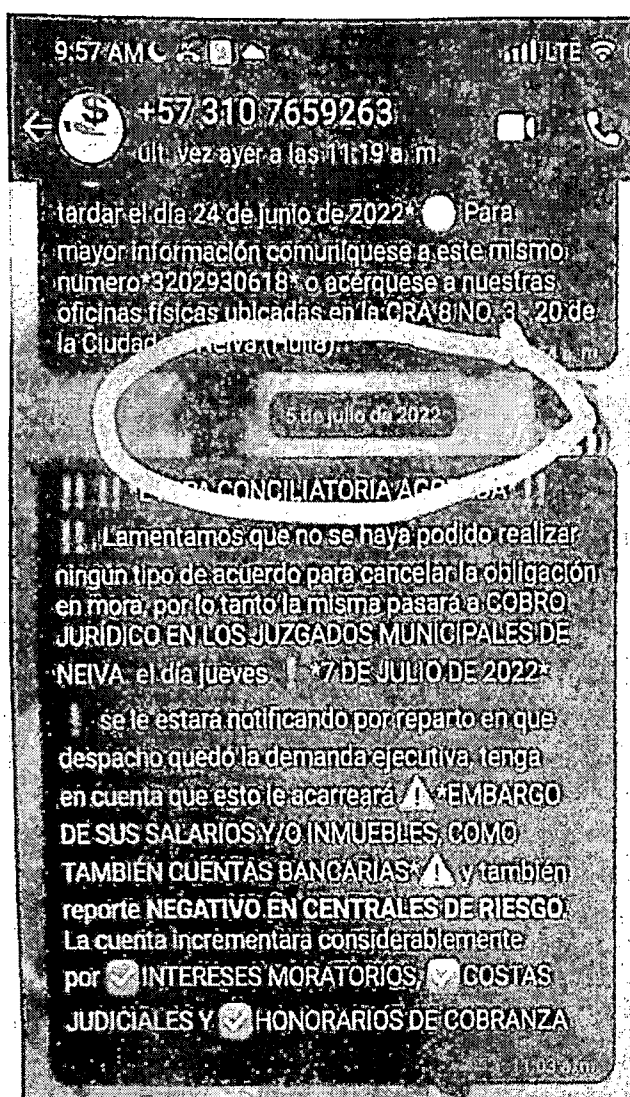 9:57 AM
LTE
+57 310 7659263
últ. vez ayer a las 11:19 a. m.
tardar el día 24 de junio de 2022* Para
mayor información comuníquese a este mismo
numero*3202930618* o acérquese a nuestras
oficinas físicas ubicadas en la CRA 8 NO. 3 - 20 de
la Ciudad Neiva (Huila).
5 de julio de 2022
CONCILIATORIA
‼ Lamentamos que no se haya podido realizar
ningún tipo de acuerdo para cancelar la obligación
en mora, por lo tanto la misma pasará a COBRO
JURÍDICO EN LOS JUZGADOS MUNICIPALES DE
NEIVA el día jueves *7 DE JULIO DE 2022*
se le estará notificando por reparto en que
despacho quedó la demanda ejecutiva tenga
en cuenta que esto le acarreará ⚠*EMBARGO
DE SUS SALARIOS Y/O INMUEBLES, COMO
TAMBIÉN CUENTAS BANCARIAS*⚠ y también
reporte NEGATIVO EN CENTRALES DE RIESGO.
La cuenta incrementará considerablemente
por ✅ INTERESES MORATORIOS, ✅ COSTAS
JUDICIALES Y ✅ HONORARIOS DE COBRANZA
11:03 a.m.